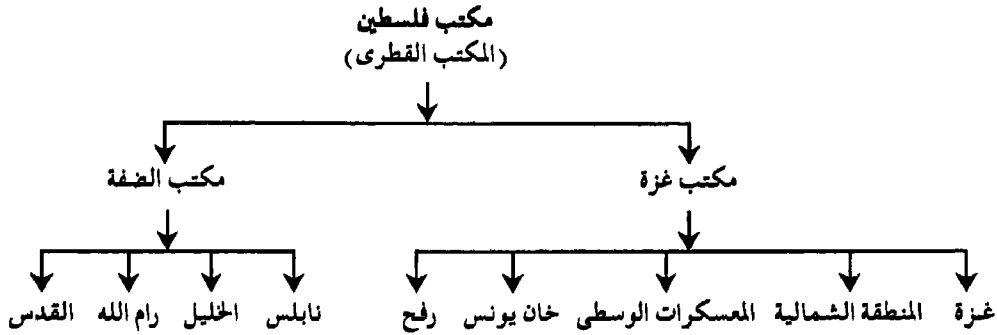 مكتب فلسطين
(المكتب القطرى)
مكتب غزة
مكتب الضفة
غزة
المنطقة الشمالية
المعسكرات الوسطى
خان يونس
رفح
نابلس
الخليل
رام الله
القدس